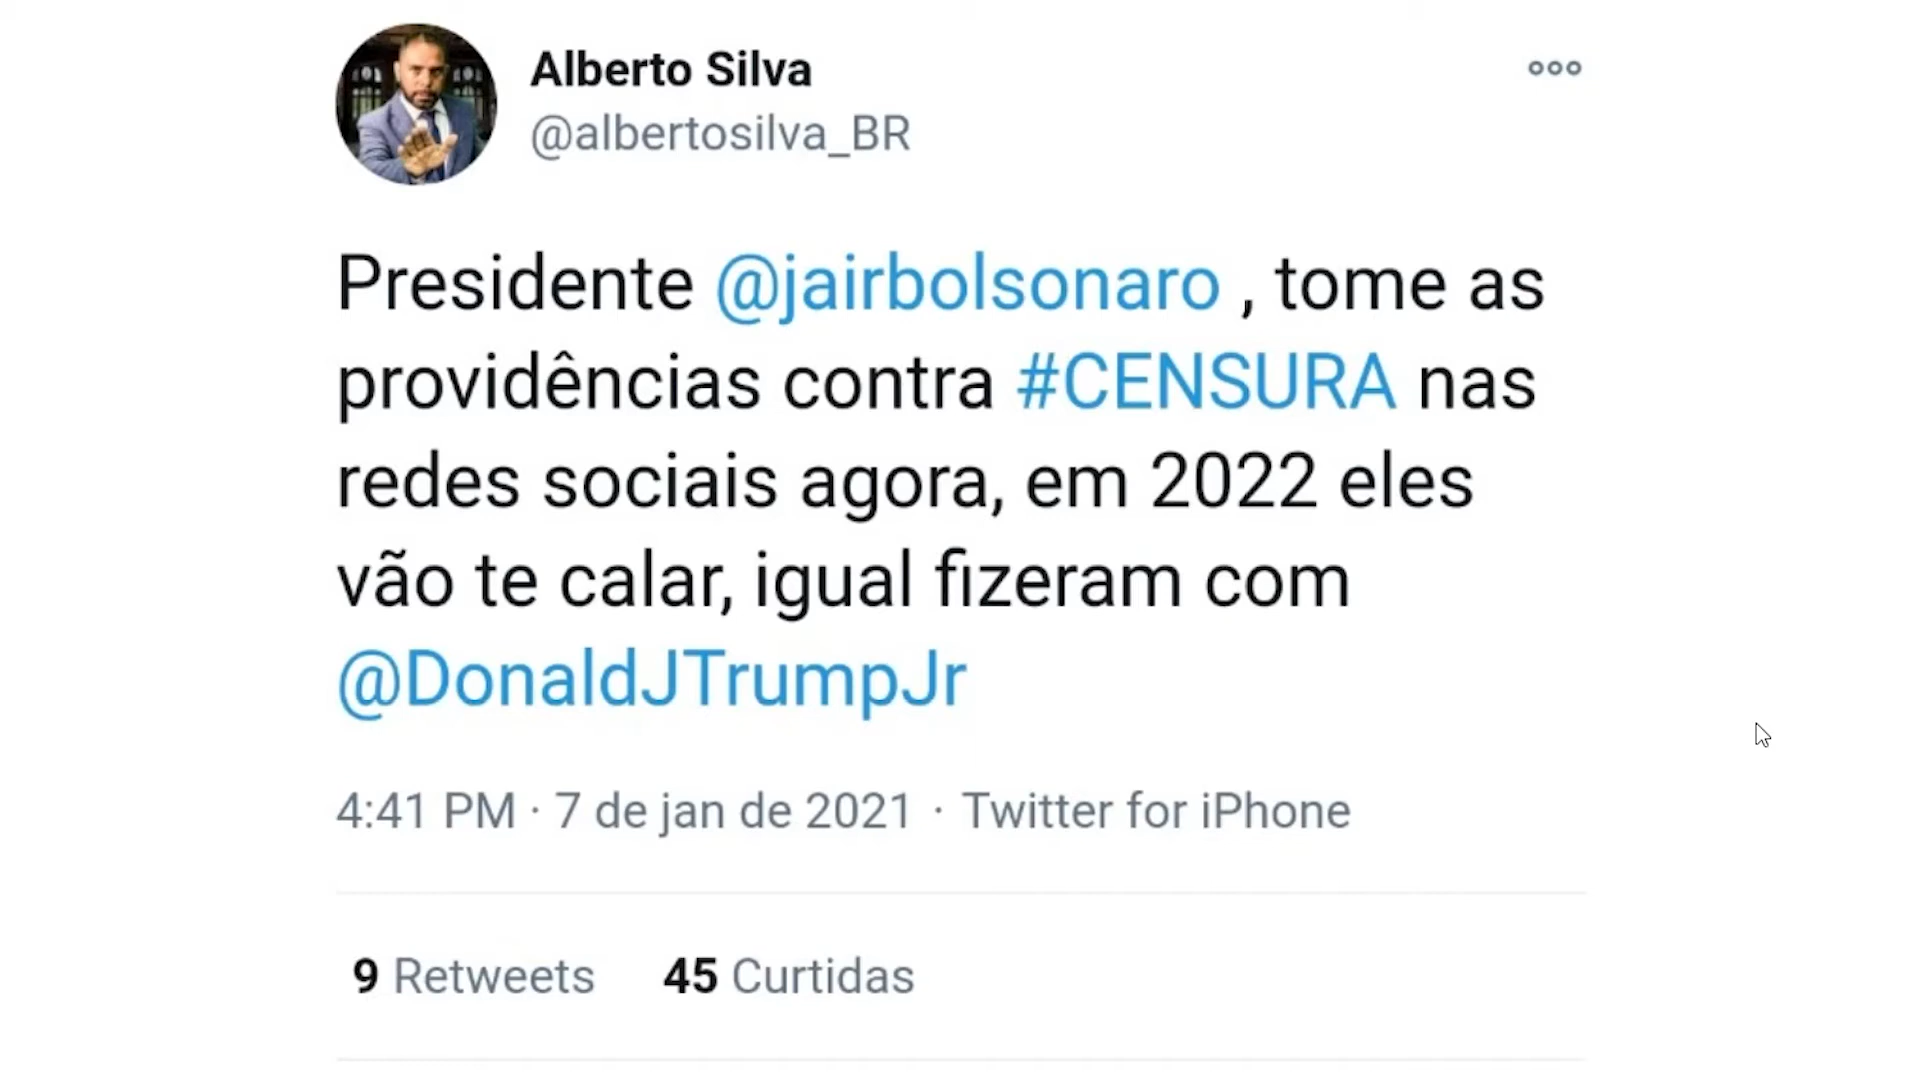 Alberto Silva
@albertosilva_BR
Presidente @jairbolsonaro , tome as
providências contra #CENSURA nas
redes sociais agora, em 2022 eles
vão te calar, igual fizeram com
@DonaldJTrumpJr
4:41 PM · 7 de jan de 2021 · Twitter for iPhone
9 Retweets 45 Curtidas